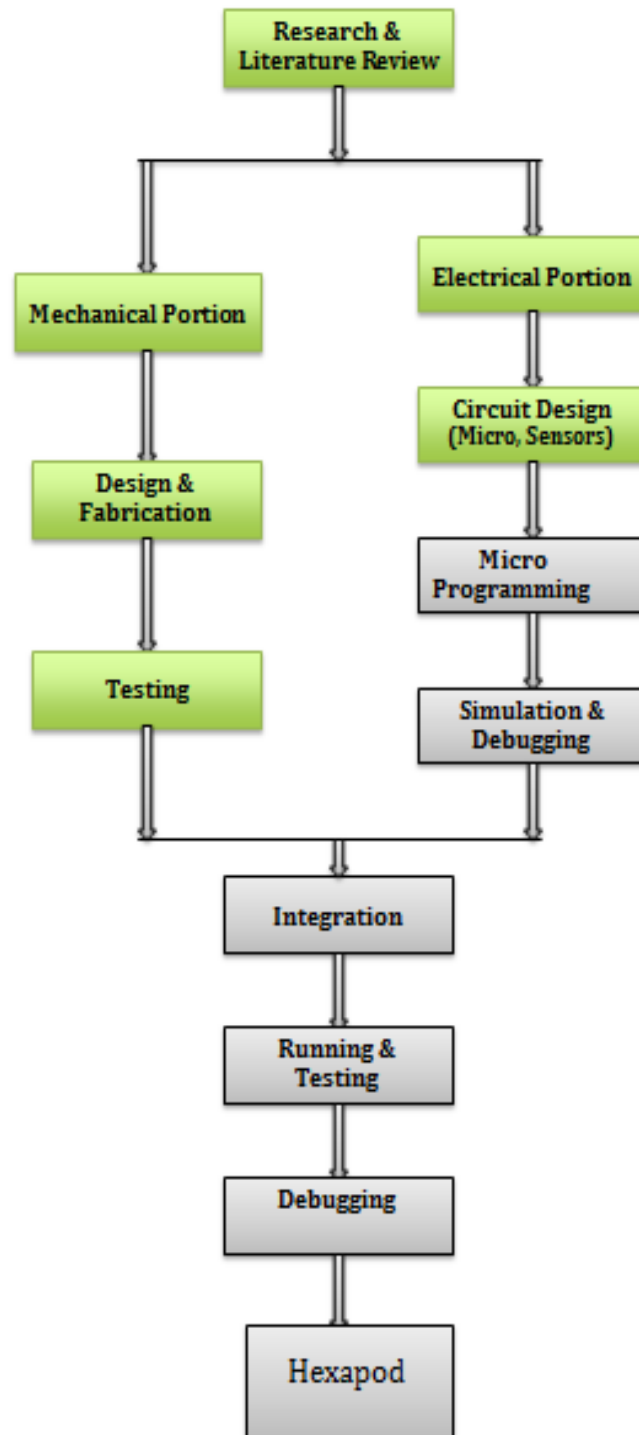 Research &
Literature Review
Mechanical Portion
Electrical Portion
Circuit Design
(Micro, Sensors)
Design &
Fabrication
Micro
Programming
Testing
Simulation &
Debugging
Integration
Running &
Testing
Debugging
Hexapod